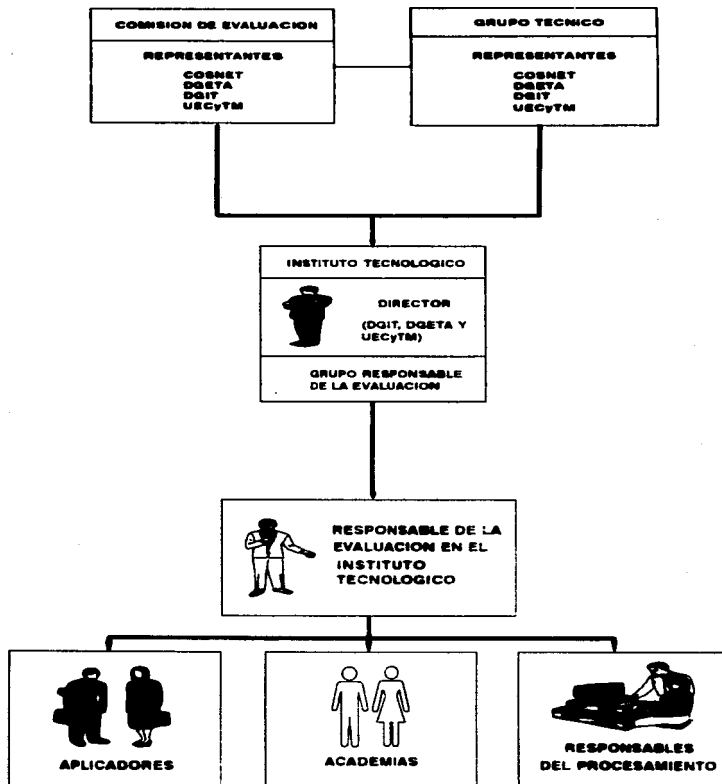 COMISION DE EVALUACION
REPRESENTANTES
COSNET
DGETA
DGIT
UECyTM
GRUPO TECNICO
REPRESENTANTES
COSNET
DGETA
DGIT
UECyTM
INSTITUTO TECNOLOGICO
DIRECTOR
(DGIT, DGETA Y
UECyTM)
GRUPO RESPONSABLE
DE LA EVALUACION
RESPONSABLE DE LA
EVALUACION EN EL
INSTITUTO
TECNOLOGICO
APLICADORES
ACADEMIAS
RESPONSABLES
DEL PROCESAMIENTO